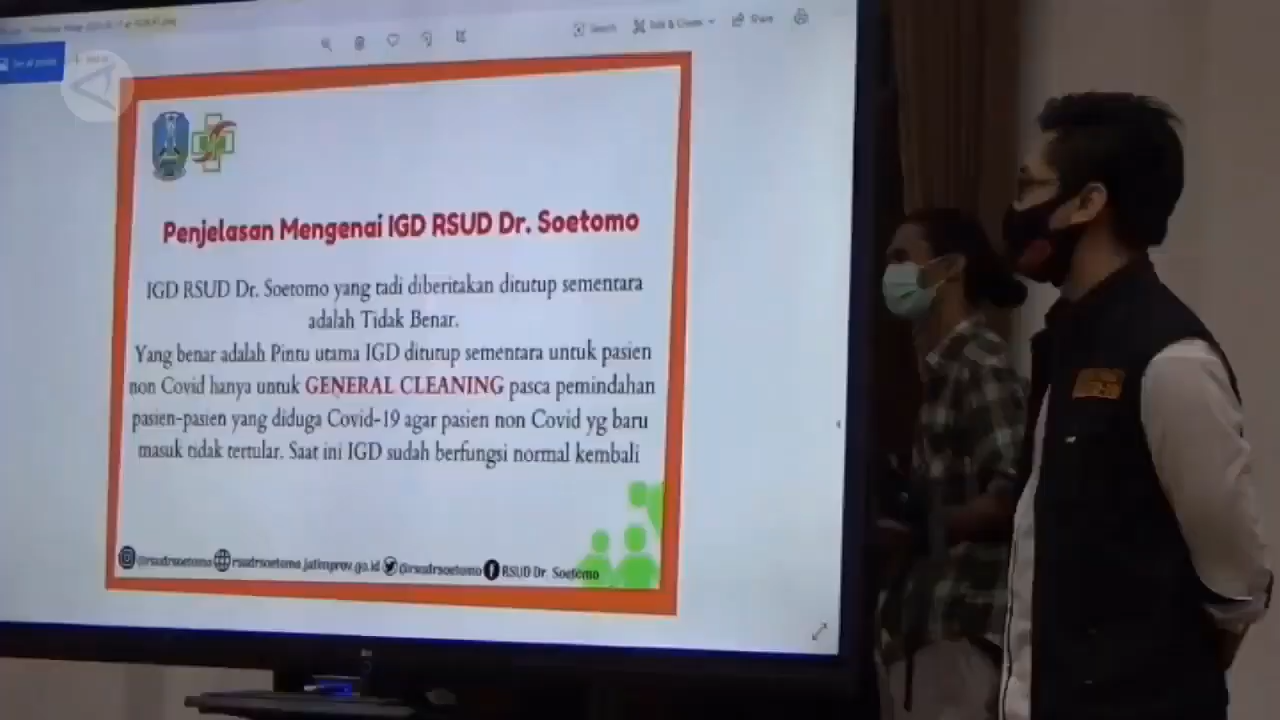 Share
Penjelasan Mengenai IGD RSUD Dr. Soetomo
IGD RSUD Dr. Soetomo yang tadi diberitakan ditutup sementara
adalah Tidak Benar.
Yang benar adalah Pintu utama IGD ditutup sementara untuk pasien
non Covid hanya untuk GENERAL CLEANING pasca pemindahan
pasien-pasien yang diduga Covid-19 agar pasien non Covid yg baru
masuk tidak tertular. Saat ini IGD sudah berfungsi normal kembali
@rsudrsoetomo rsudrsoetomo.jatimprov.go.id @rsudrsoetomo RSUD Dr. Soetomo